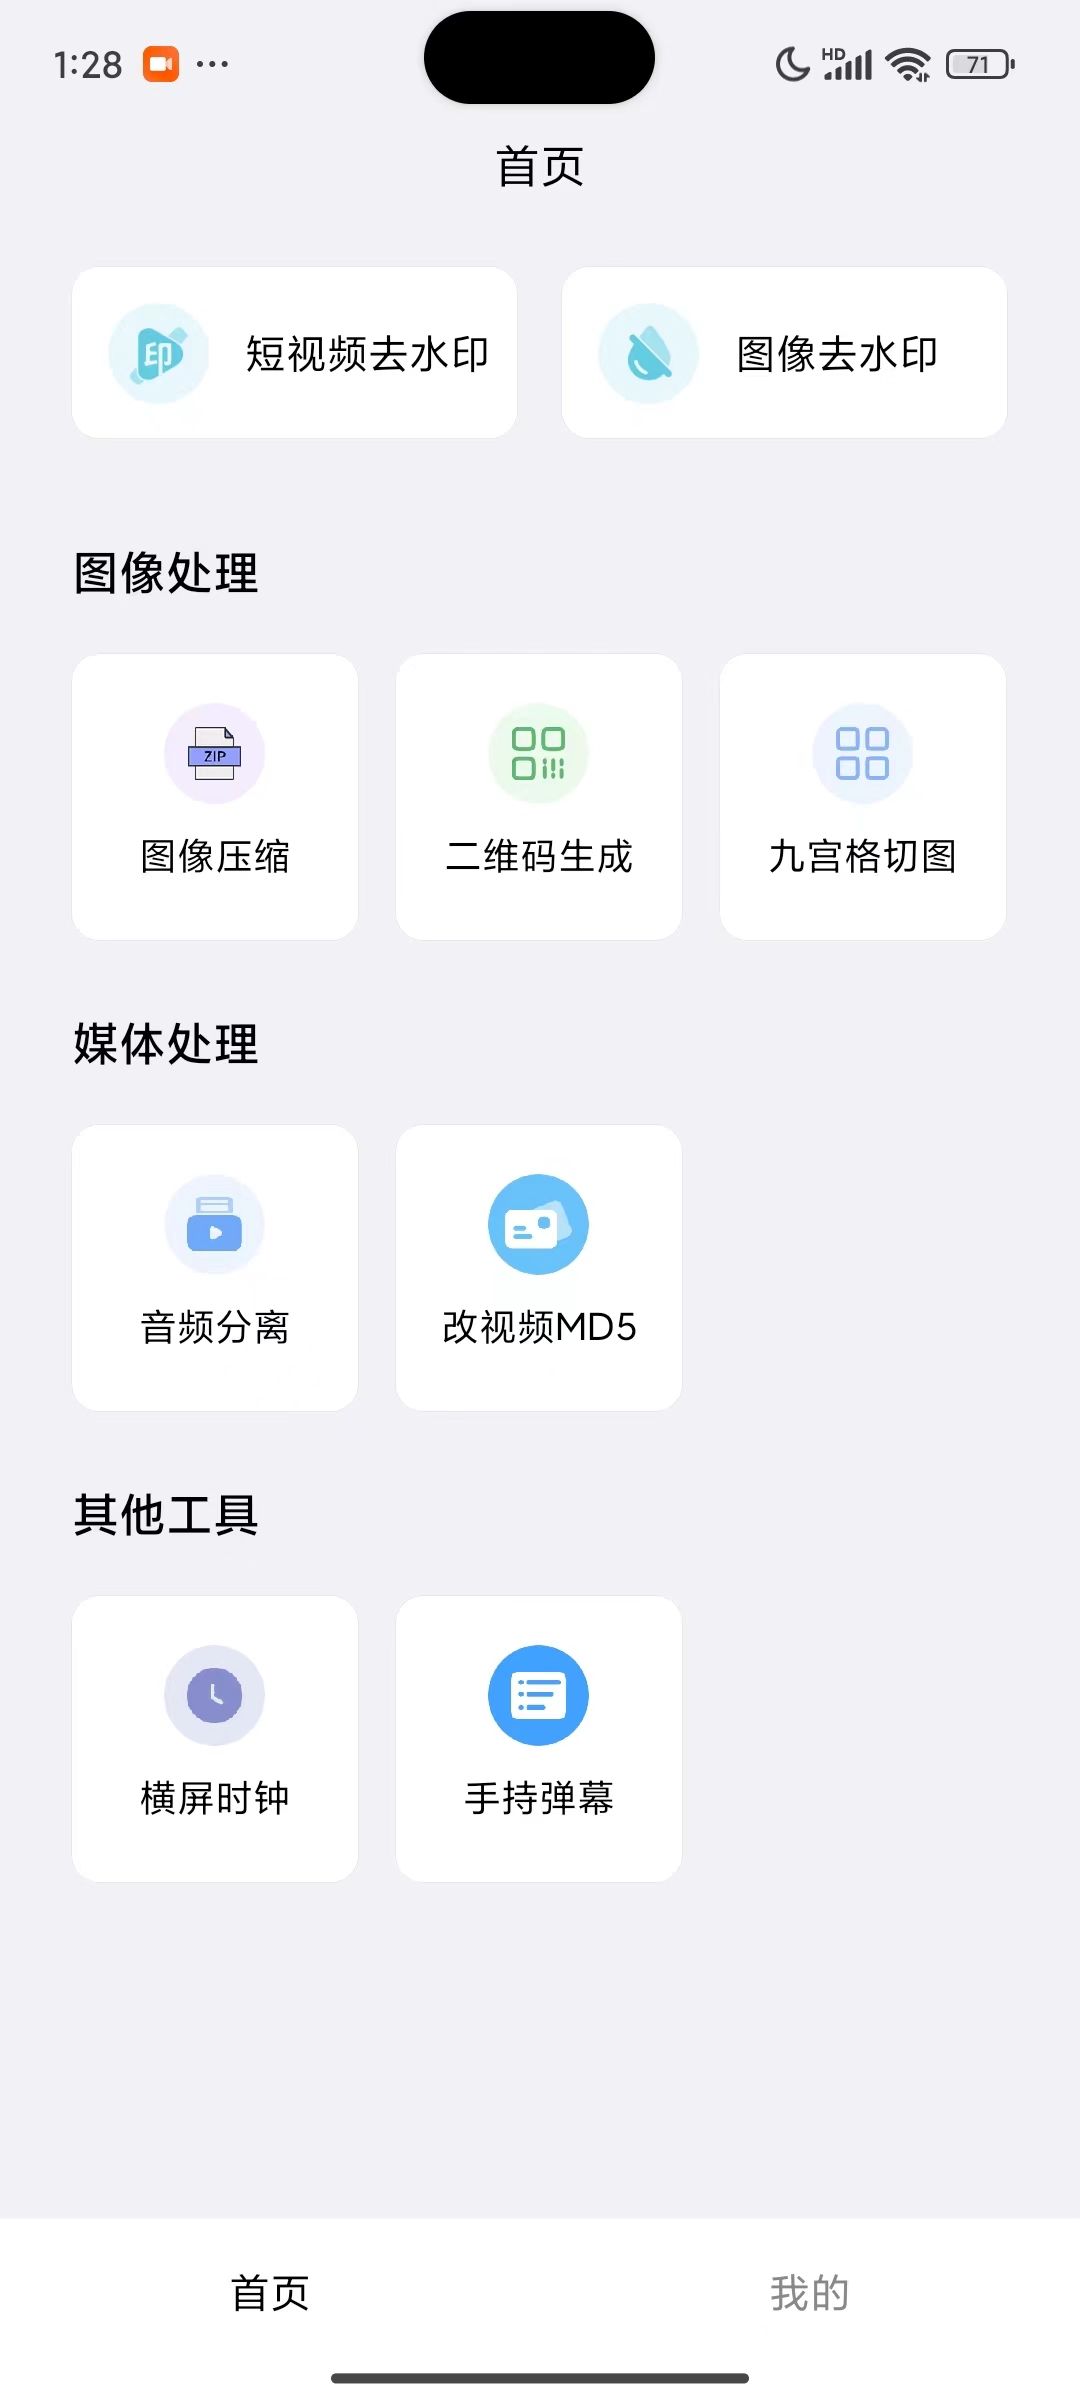 1:28
HD
71
首页
印
短视频去水印
图像去水印
图像处理
ZIP
图像压缩
二维码生成
九宫格切图
媒体处理
音频分离
改视频MD5
其他工具
横屏时钟
手持弹幕
首页
我的